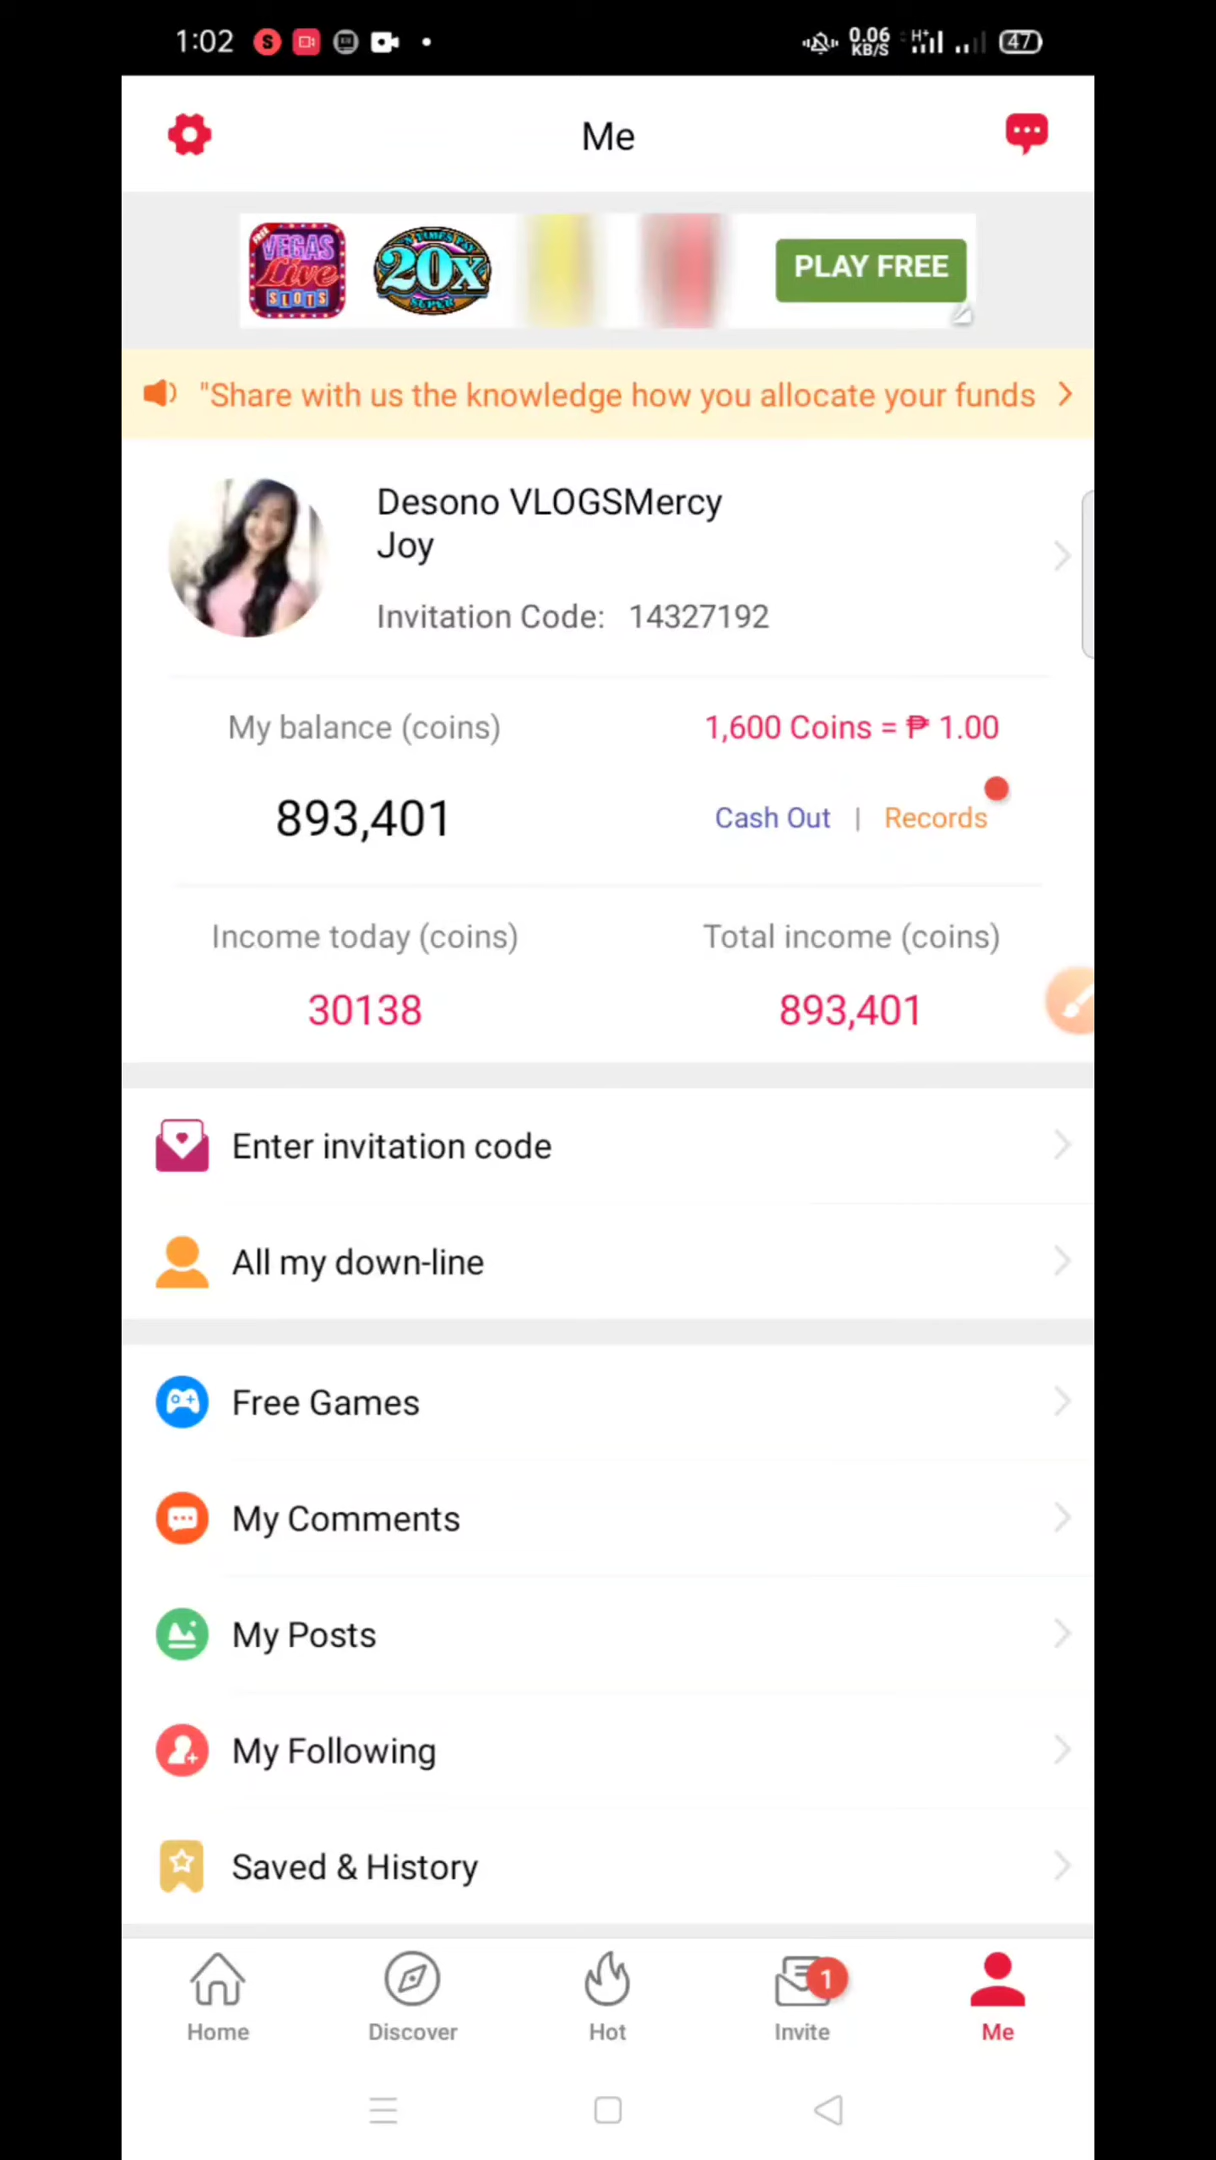 1:02 S 0.06 KB/S H+ 47
Me
FREE VEGAS Live SLOTS 20X SUPER PLAY FREE
"Share with us the knowledge how you allocate your funds
Desono VLOGSMercy
Joy
Invitation Code: 14327192
My balance (coins) 1,600 Coins = ₱ 1.00
893,401 Cash Out | Records
Income today (coins) Total income (coins)
30138 893,401
Enter invitation code
All my down-line
Free Games
My Comments
My Posts
My Following
Saved & History
1
Home Discover Hot Invite Me